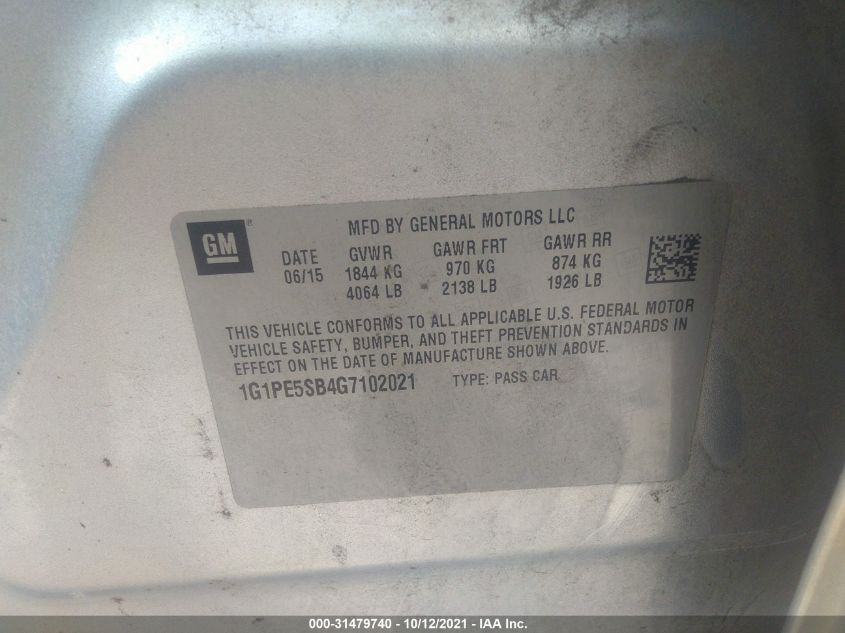 GM ®
MFD BY GENERAL MOTORS LLC
DATE GVWR GAWR FRT GAWR RR
06/15 1844 KG 970 KG 874 KG
4064 LB 2138 LB 1926 LB
THIS VEHICLE CONFORMS TO ALL APPLICABLE U.S. FEDERAL MOTOR
VEHICLE SAFETY, BUMPER, AND THEFT PREVENTION STANDARDS IN
EFFECT ON THE DATE OF MANUFACTURE SHOWN ABOVE.
1G1PE5SB4G7102021 TYPE: PASS CAR
000-31479740 - 10/12/2021 - IAA Inc.